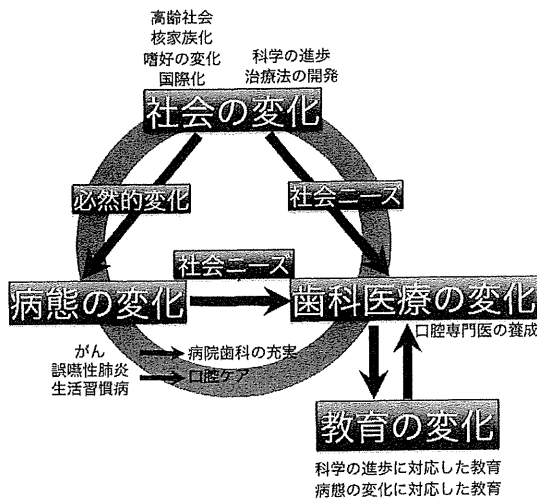 高齢社会
核家族化
嗜好の変化
国際化
科学の進歩
治療法の開発
社会の変化
必然的変化
社会ニーズ
社会ニーズ
病態の変化
歯科医療の変化
口腔専門医の養成
がん
誤嚥性肺炎
生活習慣病
病院歯科の充実
口腔ケア
教育の変化
科学の進歩に対応した教育
病態の変化に対応した教育